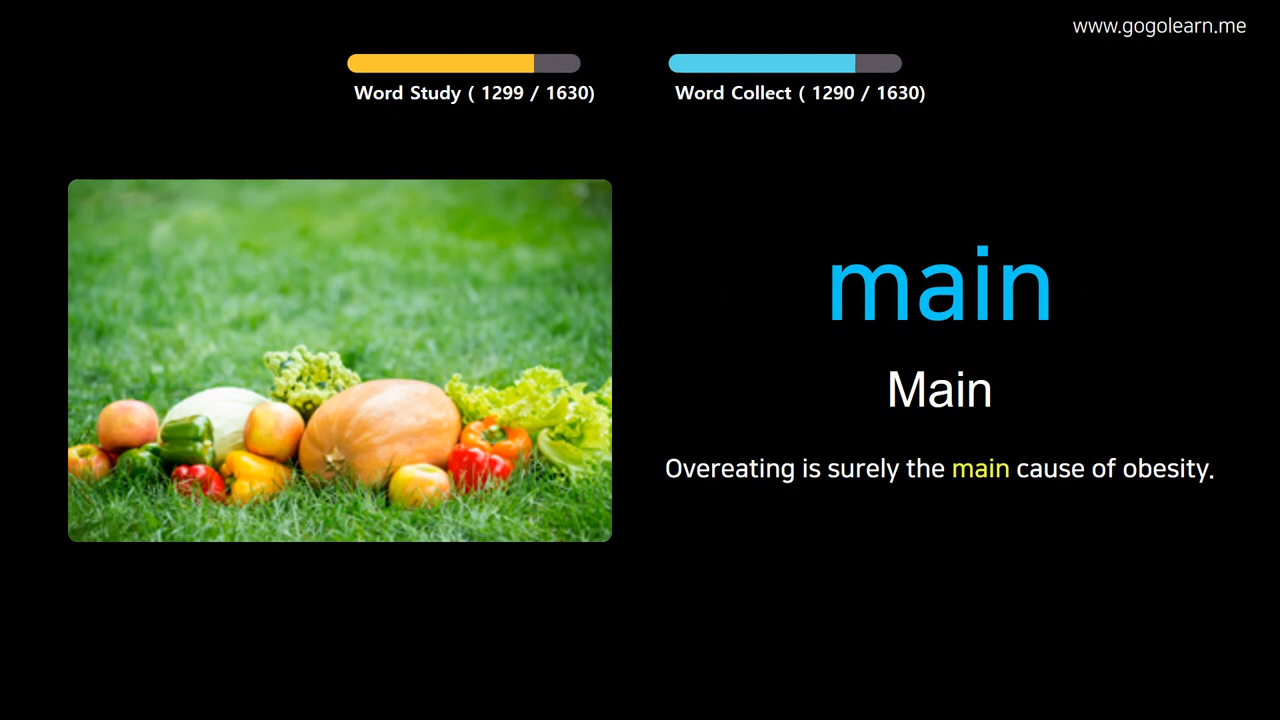 www.gogolearn.me
Word Study ( 1299 / 1630)
Word Collect ( 1290 / 1630)
main
Main
Overeating is surely the main cause of obesity.